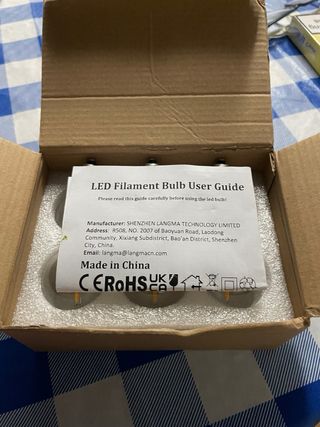 LED Filament Bulb User Guide
Please read this guide carefully before using the led bulb!
Manufacturer: SHENZHEN LANGMA TECHNOLOGY LIMITED
Address: R508, NO. 2007 of Baoyuan Road, Laodong
Community, Xixiang Subdistrict, Bao'an District, Shenzhen
City, China.
Email: langma@langmacn.com
Made in China
CE RoHS UK CA